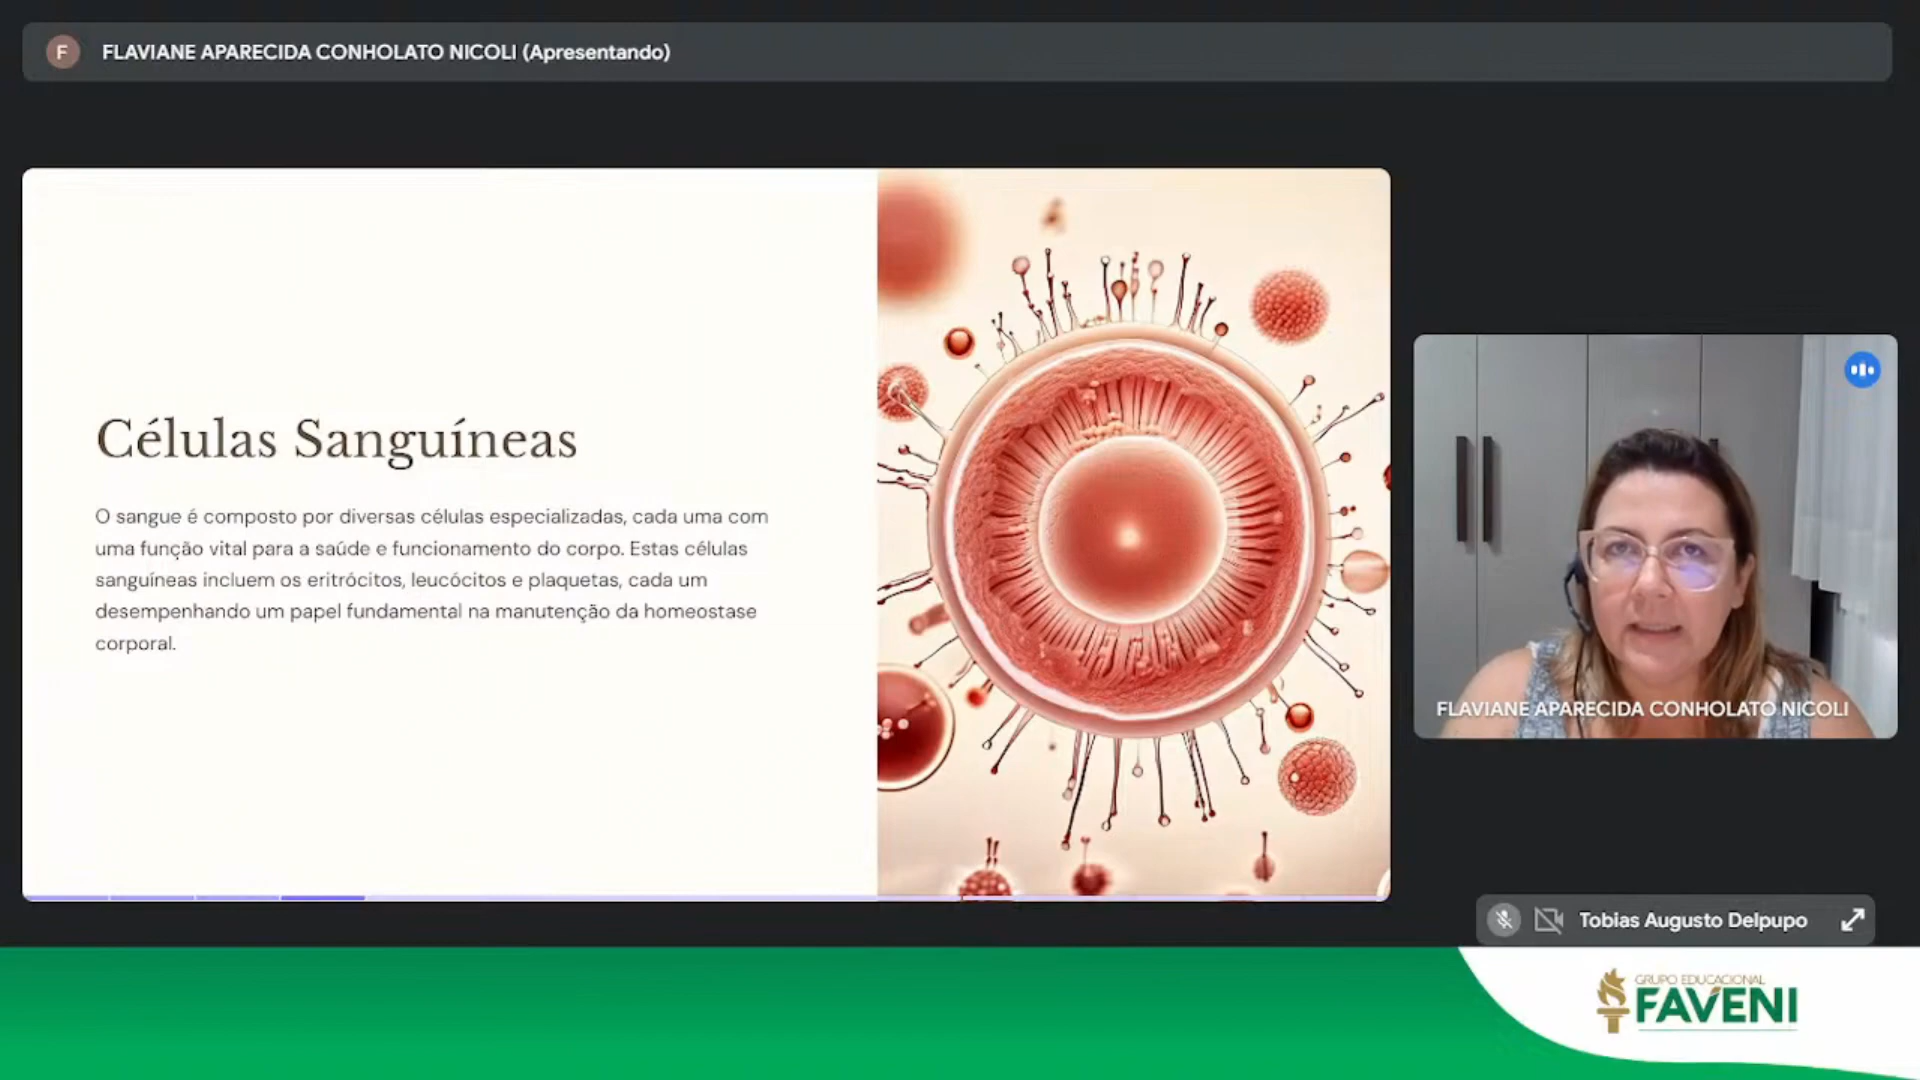 F
FLAVIANE APARECIDA CONHOLATO NICOLI (Apresentando)
Células Sanguíneas
O sangue é composto por diversas células especializadas, cada uma com
uma função vital para a saúde e funcionamento do corpo. Estas células
sanguíneas incluem os eritrócitos, leucócitos e plaquetas, cada um
desempenhando um papel fundamental na manutenção da homeostase
corporal.
FLAVIANE APARECIDA CONHOLATO NICOLI
Tobias Augusto Delpupo
GRUPO EDUCACIONAL
FAVENI